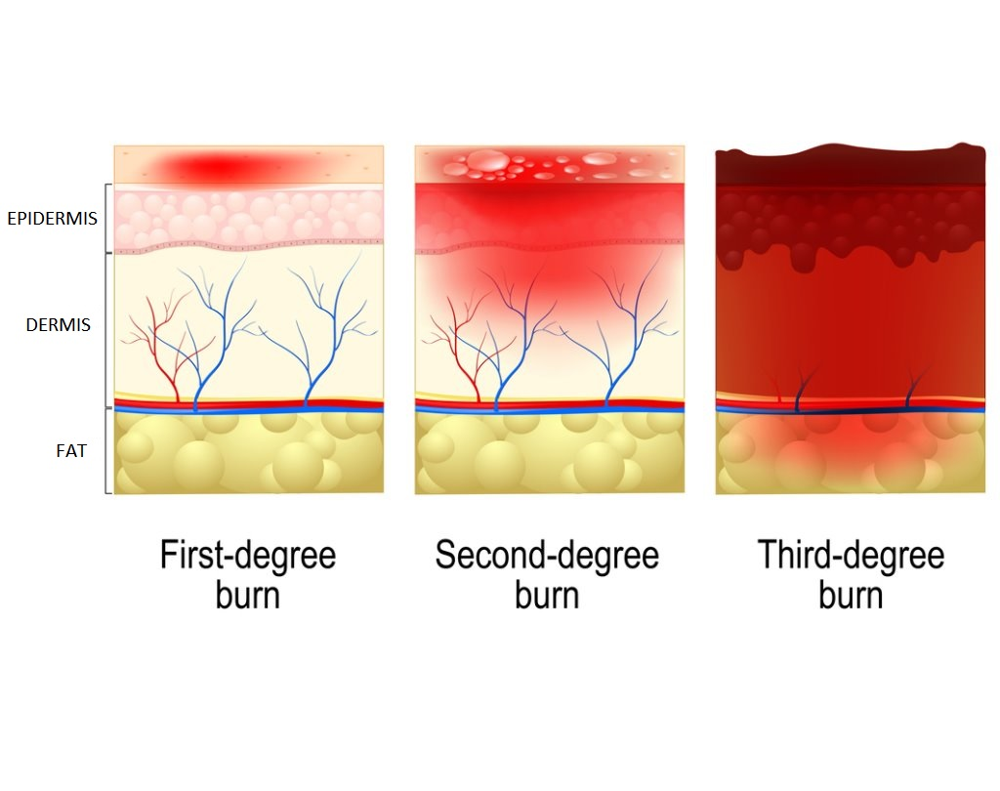 EPIDERMIS
DERMIS
FAT
First-degree
burn
Second-degree
burn
Third-degree
burn